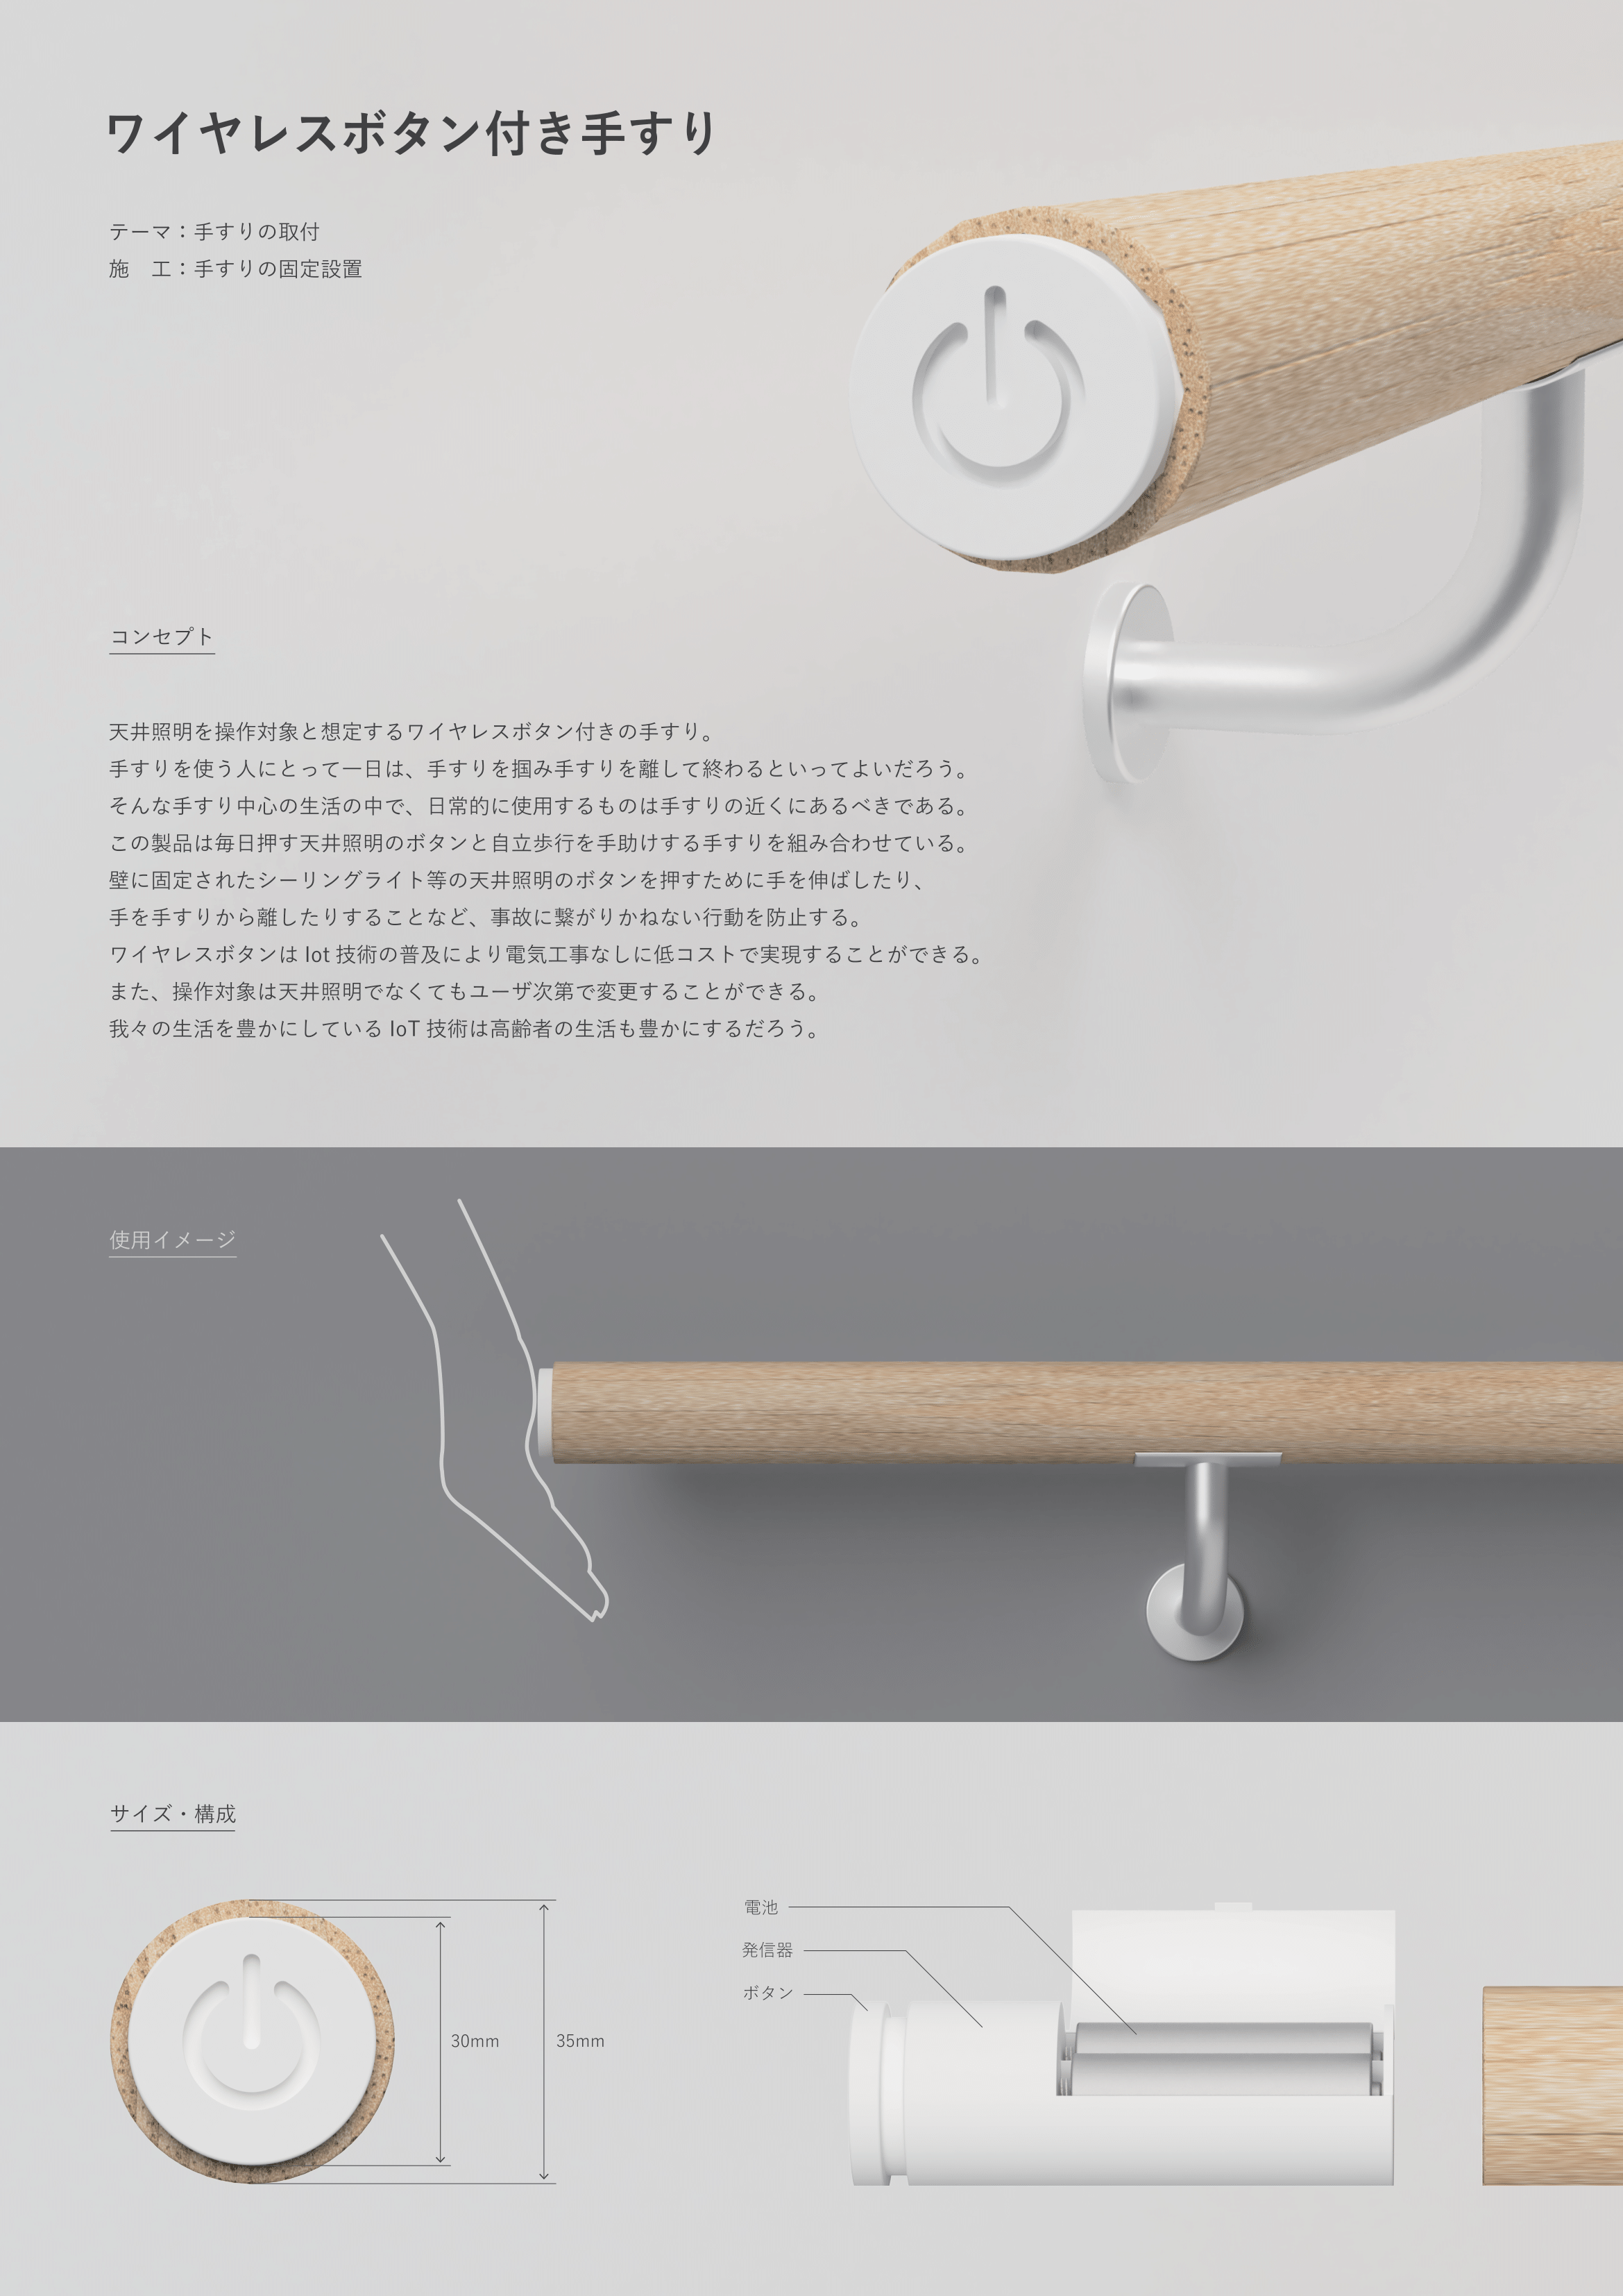 ワイヤレスボタン付き手すり
テーマ：手すりの取付
施　工：手すりの固定設置
コンセプト
天井照明を操作対象と想定するワイヤレスボタン付きの手すり。
手すりを使う人にとって一日は、手すりを掴み手すりを離して終わるといってよいだろう。
そんな手すり中心の生活の中で、日常的に使用するものは手すりの近くにあるべきである。
この製品は毎日押す天井照明のボタンと自立歩行を手助けする手すりを組み合わせている。
壁に固定されたシーリングライト等の天井照明のボタンを押すために手を伸ばしたり、
手を手すりから離したりすることなど、事故に繋がりかねない行動を防止する。
ワイヤレスボタンは Iot 技術の普及により電気工事なしに低コストで実現することができる。
また、操作対象は天井照明でなくてもユーザ次第で変更することができる。
我々の生活を豊かにしている IoT 技術は高齢者の生活も豊かにするだろう。
使用イメージ
サイズ・構成
30mm
35mm
電池
発信器
ボタン